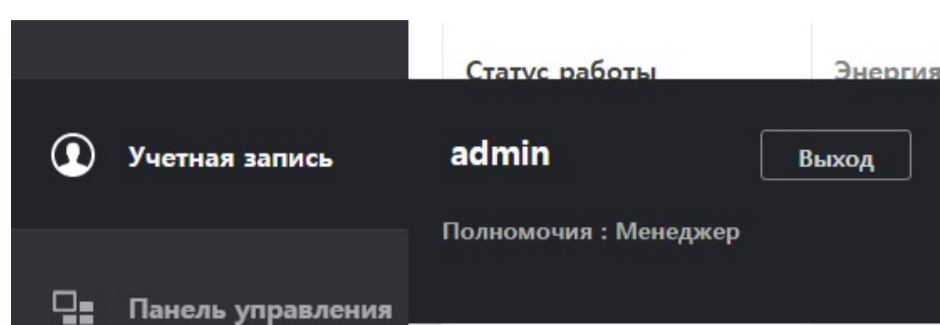 Статус работы
Энергия
Учетная запись
admin
Выход
Полномочия : Менеджер
Панель управления